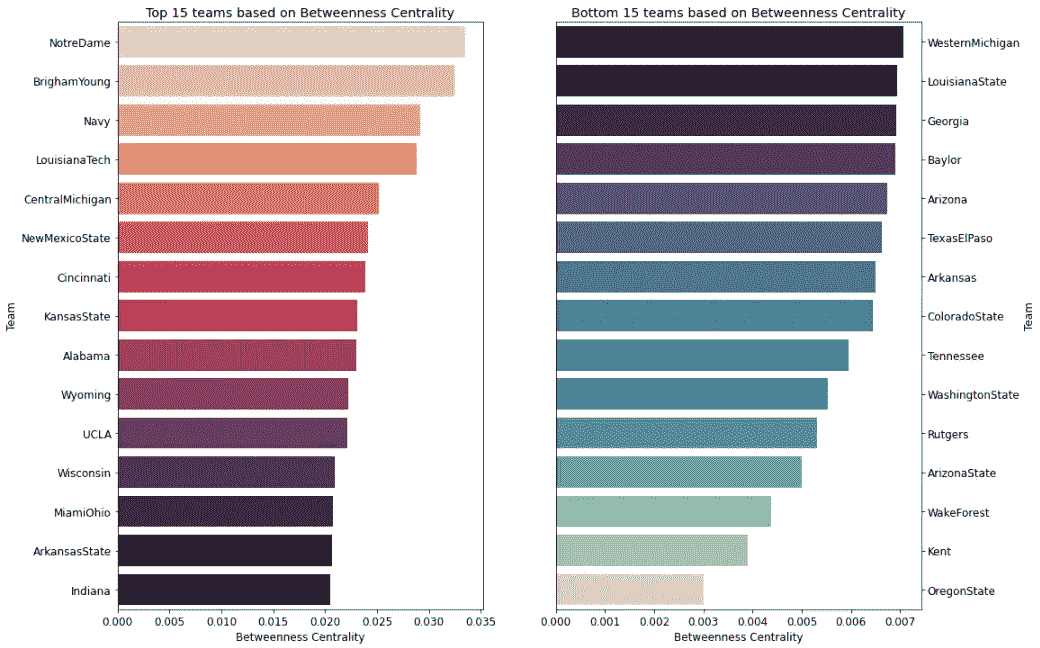 Top 15 teams based on Betweenness Centrality
NotreDame
BrighamYoung
Navy
LouisianaTech
CentralMichigan
NewMexicoState
Cincinnati
KansasState
Alabama
Wyoming
UCLA
Wisconsin
MiamiOhio
ArkansasState
Indiana
Team
0.000 0.005 0.010 0.015 0.020 0.025 0.030 0.035
Betweenness Centrality
Bottom 15 teams based on Betweenness Centrality
WesternMichigan
LouisianaState
Georgia
Baylor
Arizona
TexasElPaso
Arkansas
ColoradoState
Tennessee
WashingtonState
Rutgers
ArizonaState
WakeForest
Kent
OregonState
Team
0.000 0.001 0.002 0.003 0.004 0.005 0.006 0.007
Betweenness Centrality